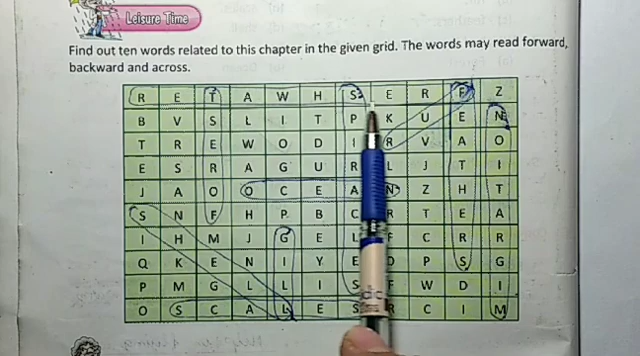 Leisure Time
Find out ten words related to this chapter in the given grid. The words may read forward,
backward and across.
R E T A W H S E R F Z
B V S L I T P K U E N
T R E W O D R V A O
E S R A G U R L J T I
J A O O C E A N Z H T
S N F H P B C R T E A
I H M J G E L F C R R
Q K E N I Y E P S G
P M G L L I S F W D I
O S C A L E S R C I M